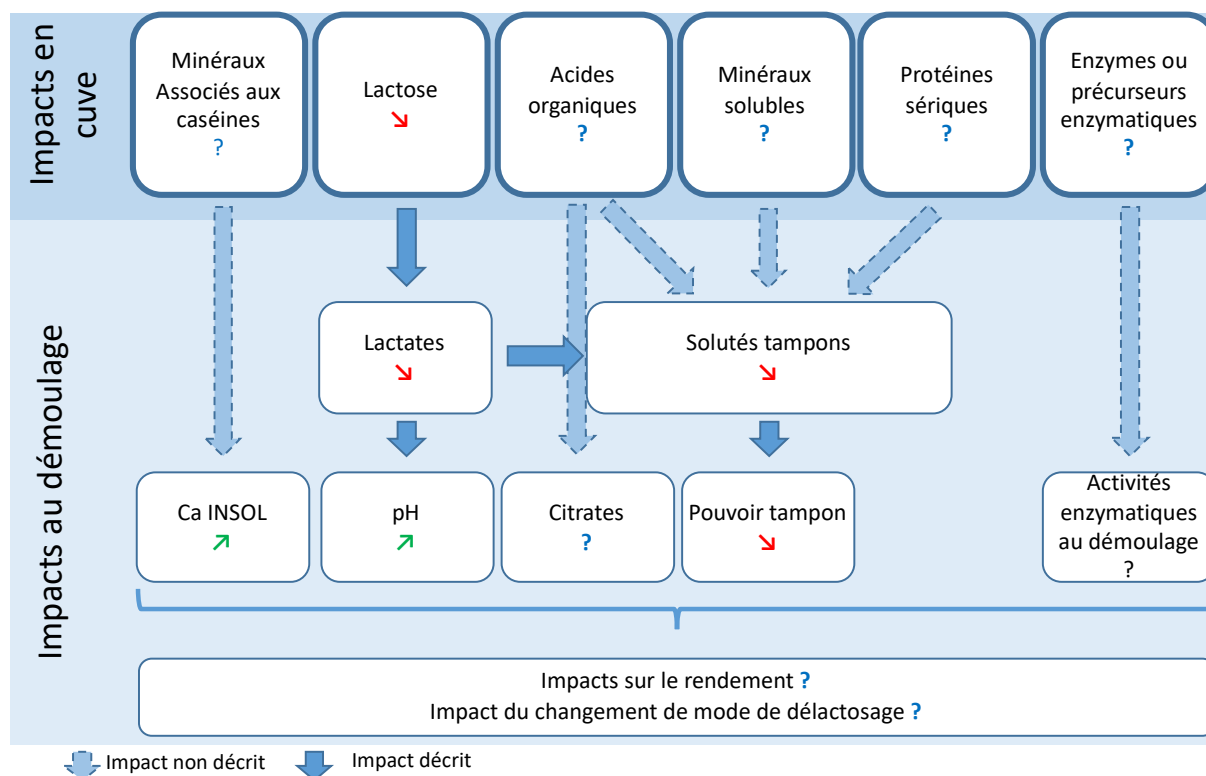 Impacts en
cuve
Minéraux
Associés aux
caséines
?
Lactose
↘
Acides
organiques
?
Minéraux
solubles
?
Protéines
sériques
?
Enzymes ou
précurseurs
enzymatiques
?
Impacts au démoulage
Lactates
↘
Solutés tampons
↘
Ca INSOL
↗
pH
↗
Citrates
?
Pouvoir tampon
↘
Activités
enzymatiques
au démoulage
?
Impacts sur le rendement ?
Impact du changement de mode de délactosage ?
Impact non décrit
Impact décrit